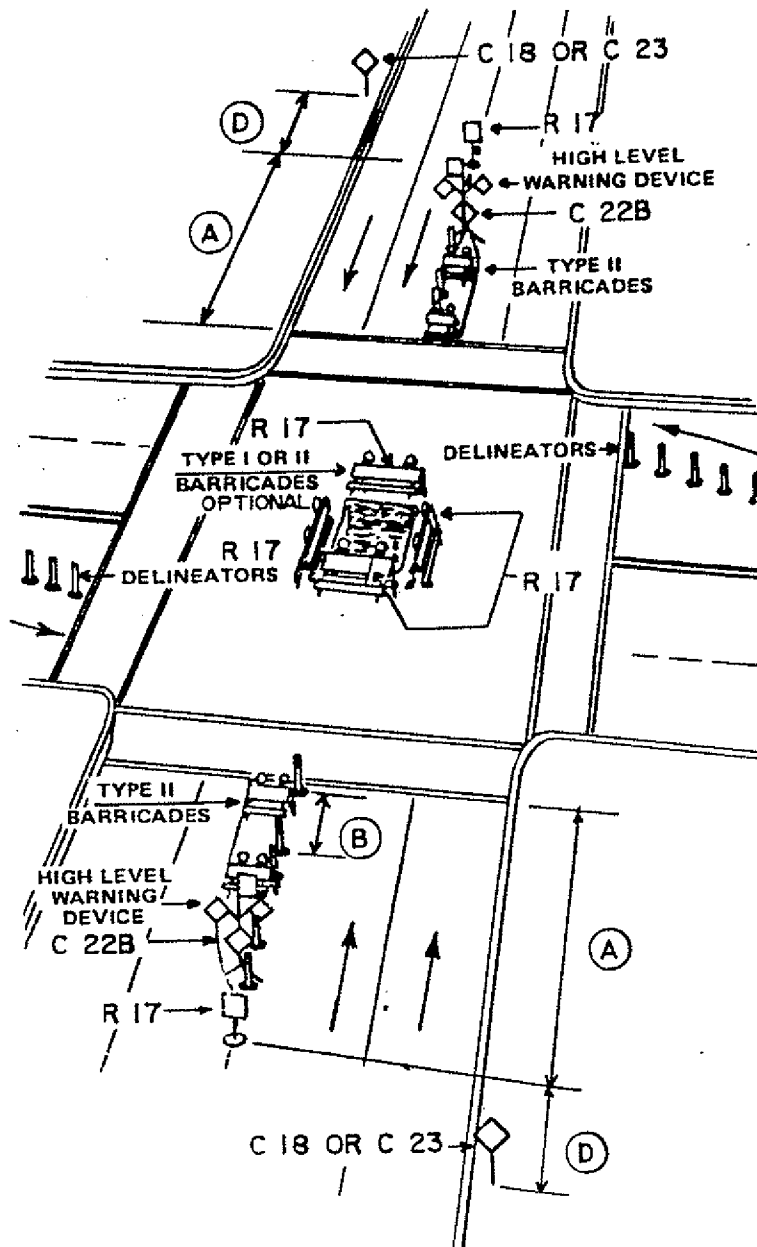 C 18 OR C 23
D
R 17
HIGH LEVEL
WARNING DEVICE
A
C 22B
TYPE II
BARRICADES
R 17
TYPE I OR II
BARRICADES
OPTIONAL
DELINEATORS
R 17
DELINEATORS
R 17
TYPE II
BARRICADES
B
HIGH LEVEL
WARNING
DEVICE
C 22B
A
R 17
C 18 OR C 23
D